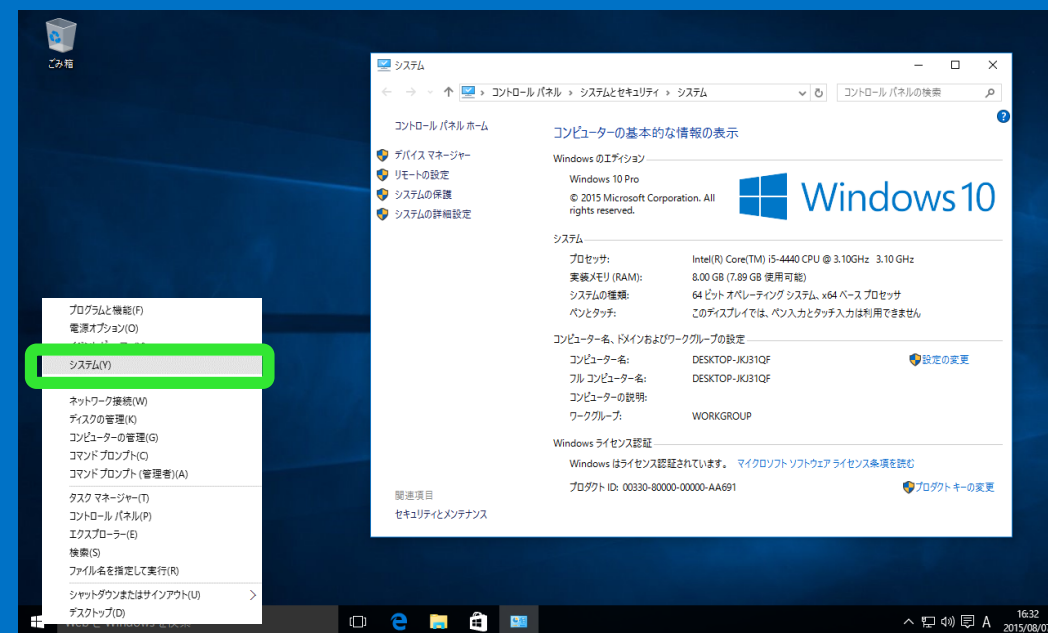 ごみ箱
システム
コントロール パネル › システムとセキュリティ › システム
コントロール パネルの検索
コントロール パネル ホーム
デバイス マネージャー
リモートの設定
システムの保護
システムの詳細設定
関連項目
セキュリティとメンテナンス
コンピューターの基本的な情報の表示
Windows のエディション
Windows 10 Pro
© 2015 Microsoft Corporation. All
rights reserved.
Windows 10
システム
プロセッサ: Intel(R) Core(TM) i5-4440 CPU @ 3.10GHz 3.10 GHz
実装メモリ (RAM): 8.00 GB (7.89 GB 使用可能)
システムの種類: 64 ビット オペレーティング システム、x64 ベース プロセッサ
ペンとタッチ: このディスプレイでは、ペン入力とタッチ入力は利用できません
コンピューター名、ドメインおよびワークグループの設定
コンピューター名: DESKTOP-JKJ31QF 設定の変更
フル コンピューター名: DESKTOP-JKJ31QF
コンピューターの説明:
ワークグループ: WORKGROUP
Windows ライセンス認証
Windows はライセンス認証されています。 マイクロソフト ソフトウェア ライセンス条項を読む
プロダクト ID: 00330-80000-00000-AA691 プロダクト キーの変更
プログラムと機能(F)
電源オプション(O)
システム(Y)
ネットワーク接続(W)
ディスクの管理(K)
コンピューターの管理(G)
コマンド プロンプト(C)
コマンド プロンプト (管理者)(A)
タスク マネージャー(T)
コントロール パネル(P)
エクスプローラー(E)
検索(S)
ファイル名を指定して実行(R)
シャットダウンまたはサインアウト(U)
デスクトップ(D)
A
16:32
2015/08/07